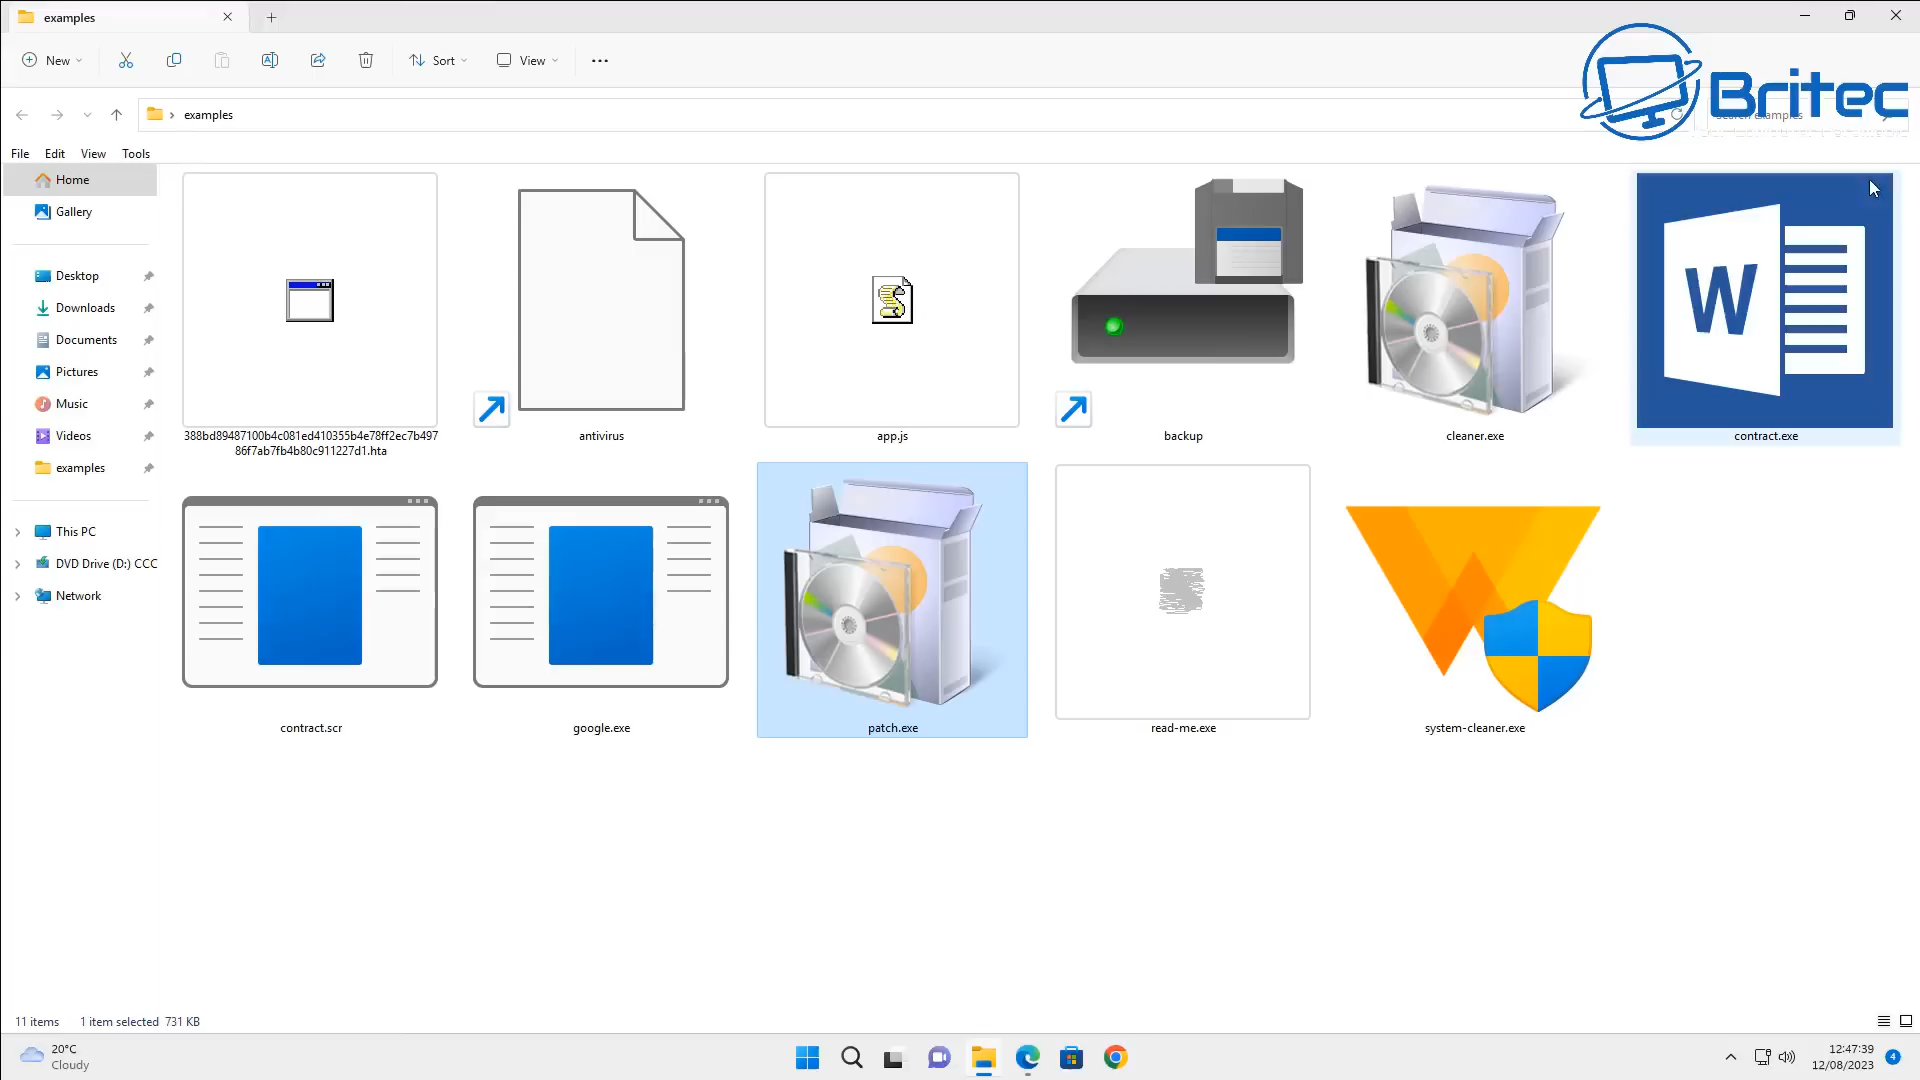 examples
New
Sort
View
Britec
examples
Search examples
File Edit View Tools
Home
Gallery
Desktop
Downloads
Documents
Pictures
Music
Videos
examples
This PC
DVD Drive (D:) CCC
Network
388bd89487100b4c081ed410355b4e78ff2ec7b497
86f7ab7fb4b80c911227d1.hta
antivirus
app.js
backup
cleaner.exe
W
contract.exe
contract.scr
google.exe
patch.exe
read-me.exe
system-cleaner.exe
11 items 1 item selected 731 KB
20°C
Cloudy
12:47:39
12/08/2023
4